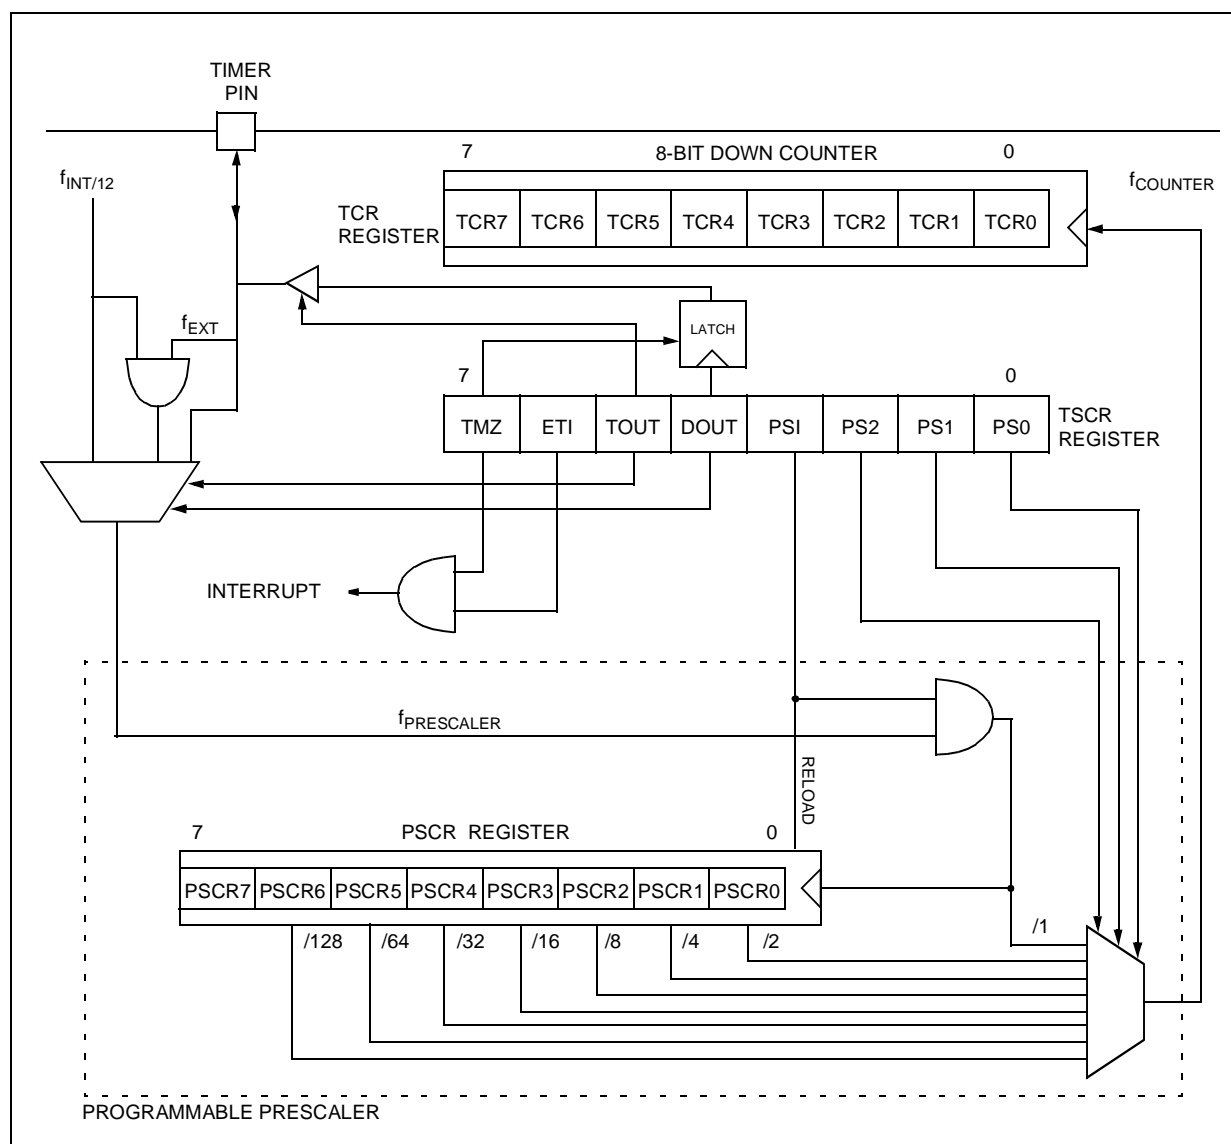 TIMER
PIN
7 8-BIT DOWN COUNTER 0
fINT/12
fCOUNTER
TCR
REGISTER
TCR7 TCR6 TCR5 TCR4 TCR3 TCR2 TCR1 TCR0
fEXT
LATCH
7 0
TMZ ETI TOUT DOUT PSI PS2 PS1 PS0
TSCR
REGISTER
INTERRUPT
fPRESCALER
RELOAD
7 PSCR REGISTER 0
PSCR7 PSCR6 PSCR5 PSCR4 PSCR3 PSCR2 PSCR1 PSCR0
/128 /64 /32 /16 /8 /4 /2 /1
PROGRAMMABLE PRESCALER